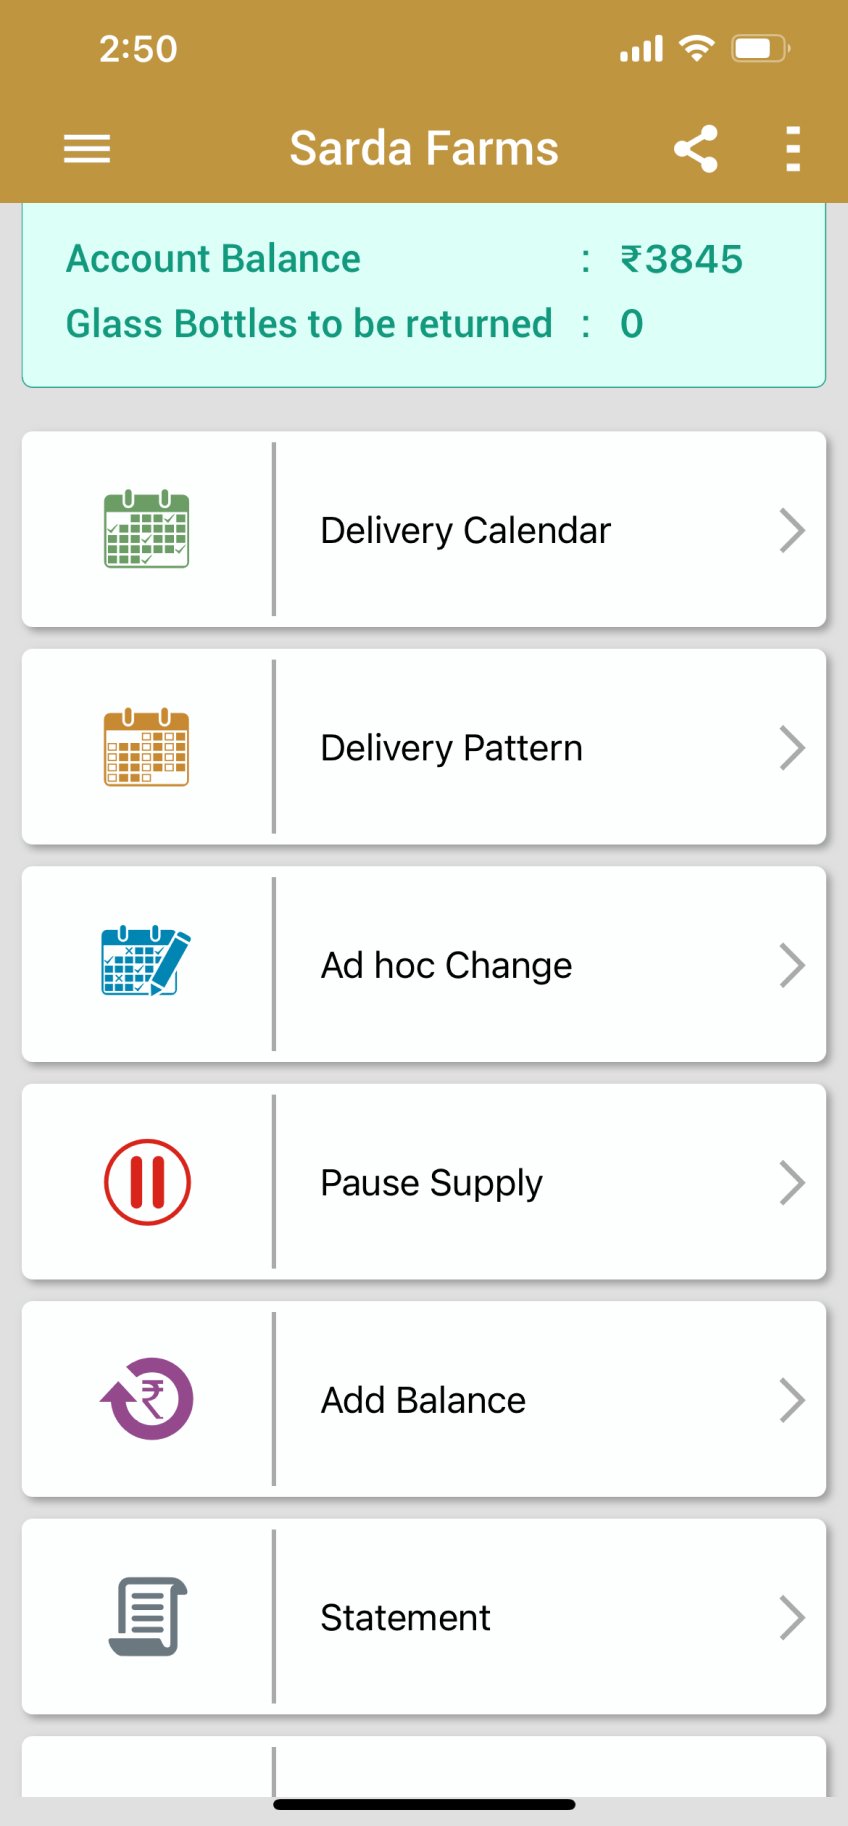 2:50
Sarda Farms
Account Balance : ₹3845
Glass Bottles to be returned : 0
Delivery Calendar
Delivery Pattern
Ad hoc Change
Pause Supply
₹ Add Balance
Statement